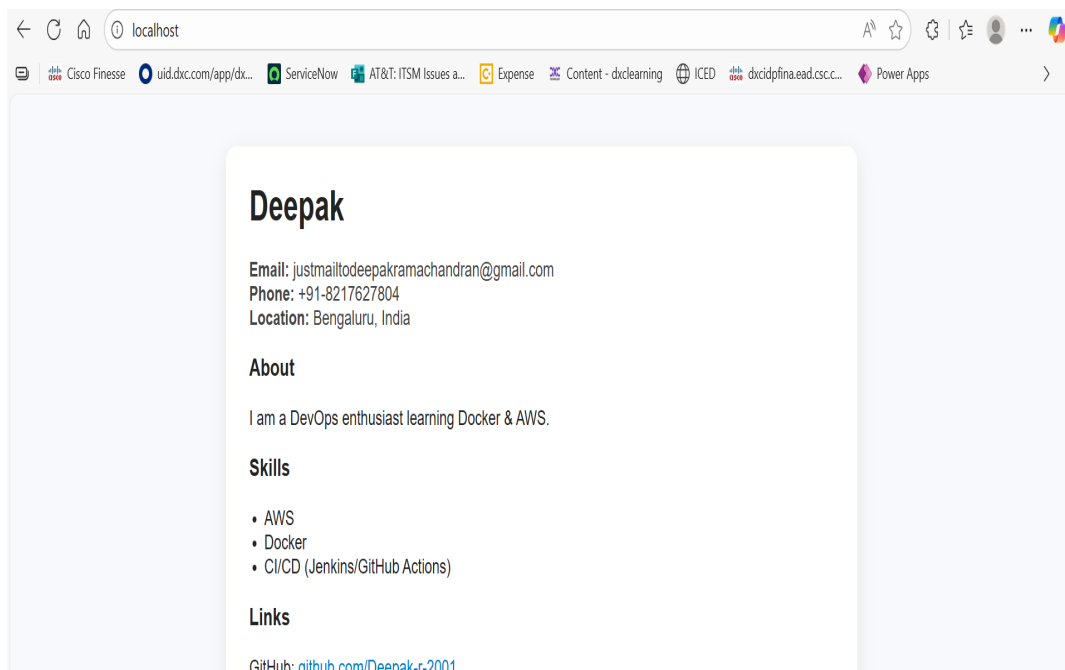 localhost
Cisco Finesse
uid.dxc.com/app/dx...
ServiceNow
AT&T: ITSM Issues a...
Expense
Content - dxclearning
ICED
dxcidpfina.ead.csc.c...
Power Apps
Deepak
Email: justmailtodeepakramachandran@gmail.com
Phone: +91-8217627804
Location: Bengaluru, India
About
I am a DevOps enthusiast learning Docker & AWS.
Skills
• AWS
• Docker
• CI/CD (Jenkins/GitHub Actions)
Links
GitHub: github.com/Deepak-r-2001